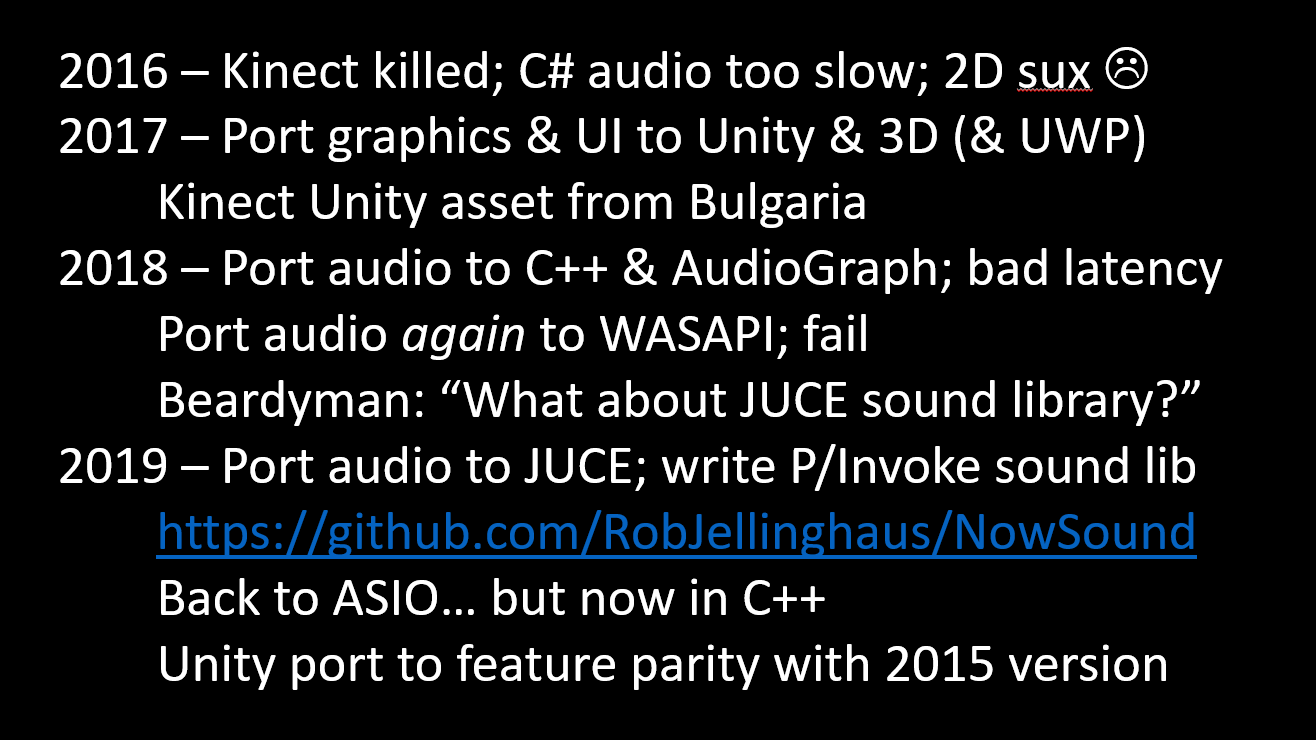 2016 – Kinect killed; C# audio too slow; 2D sux ☹
2017 – Port graphics & UI to Unity & 3D (& UWP)
Kinect Unity asset from Bulgaria
2018 – Port audio to C++ & AudioGraph; bad latency
Port audio again to WASAPI; fail
Beardyman: “What about JUCE sound library?”
2019 – Port audio to JUCE; write P/Invoke sound lib
https://github.com/RobJellinghaus/NowSound
Back to ASIO… but now in C++
Unity port to feature parity with 2015 version